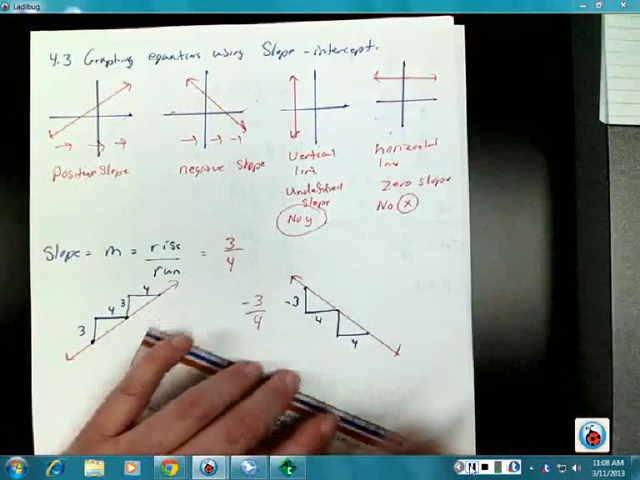 Ladibug
4.3 Graphing equations using Slope-intercept.
Positive Slope
negative Slope
Vertical
line
Undefined
slope
No y
horizontal
line
Zero slope
No x
Slope = m = rise/run = 3/4
3 4 3 4
-3/4
-3 4 4
11:08 AM
3/11/2013